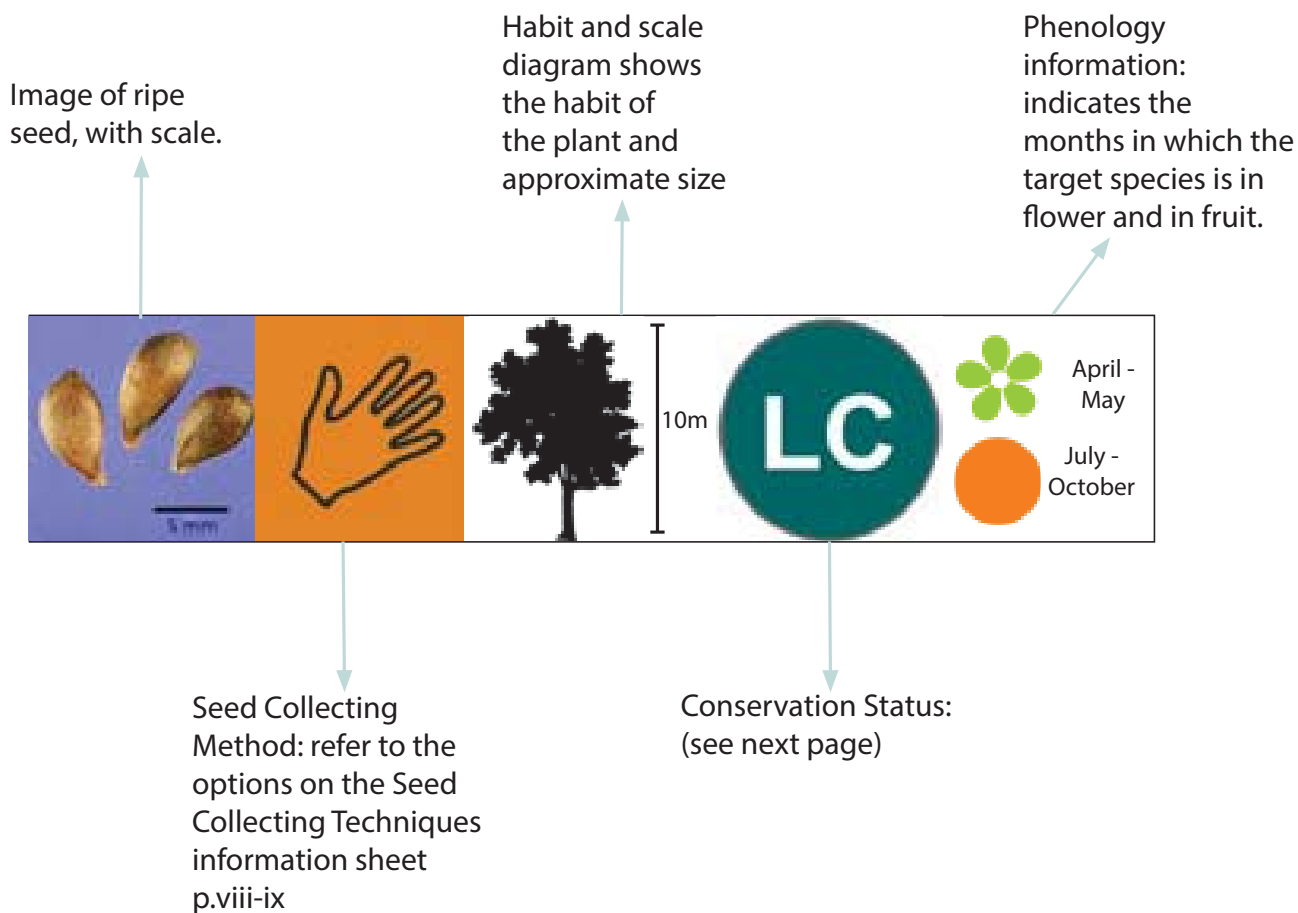 Image of ripe
seed, with scale.
Habit and scale
diagram shows
the habit of
the plant and
approximate size
Phenology
information:
indicates the
months in which the
target species is in
flower and in fruit.
5 mm
10m
LC
April -
May
July -
October
Seed Collecting
Method: refer to the
options on the Seed
Collecting Techniques
information sheet
p.viii-ix
Conservation Status:
(see next page)